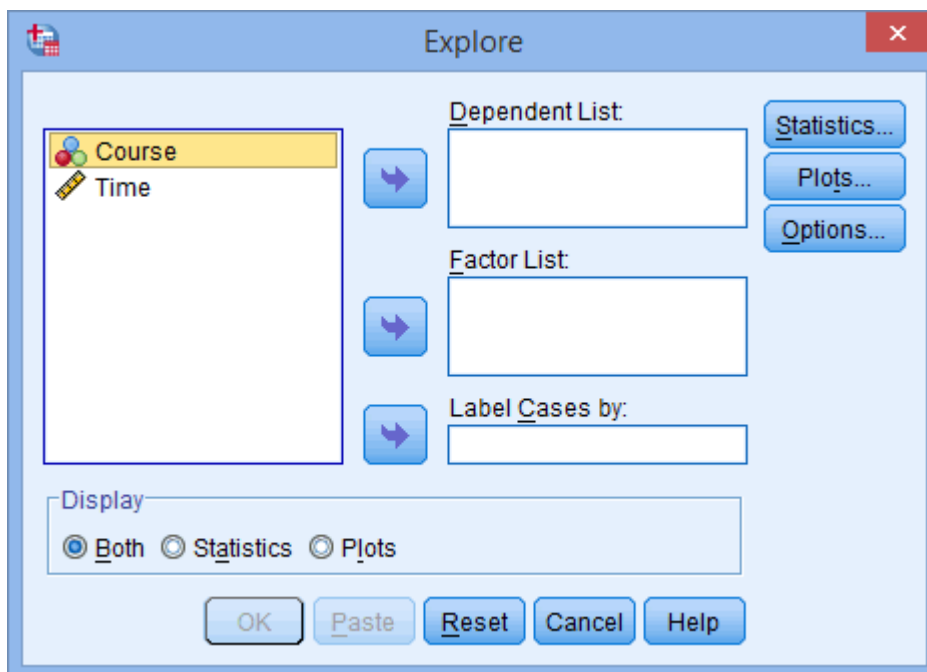 Explore
Course
Time
Dependent List:
Factor List:
Label Cases by:
Statistics...
Plots...
Options...
Display
Both Statistics Plots
OK Paste Reset Cancel Help